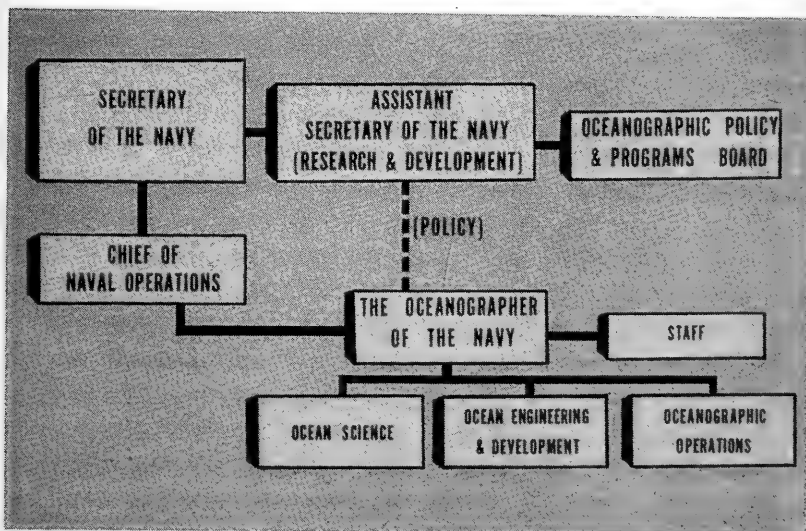 SECRETARY
OF THE NAVY
ASSISTANT
SECRETARY OF THE NAVY
(RESEARCH & DEVELOPMENT)
OCEANOGRAPHIC POLICY
& PROGRAMS BOARD
(POLICY)
CHIEF OF
NAVAL OPERATIONS
THE OCEANOGRAPHER
OF THE NAVY
STAFF
OCEAN SCIENCE
OCEAN ENGINEERING
& DEVELOPMENT
OCEANOGRAPHIC
OPERATIONS